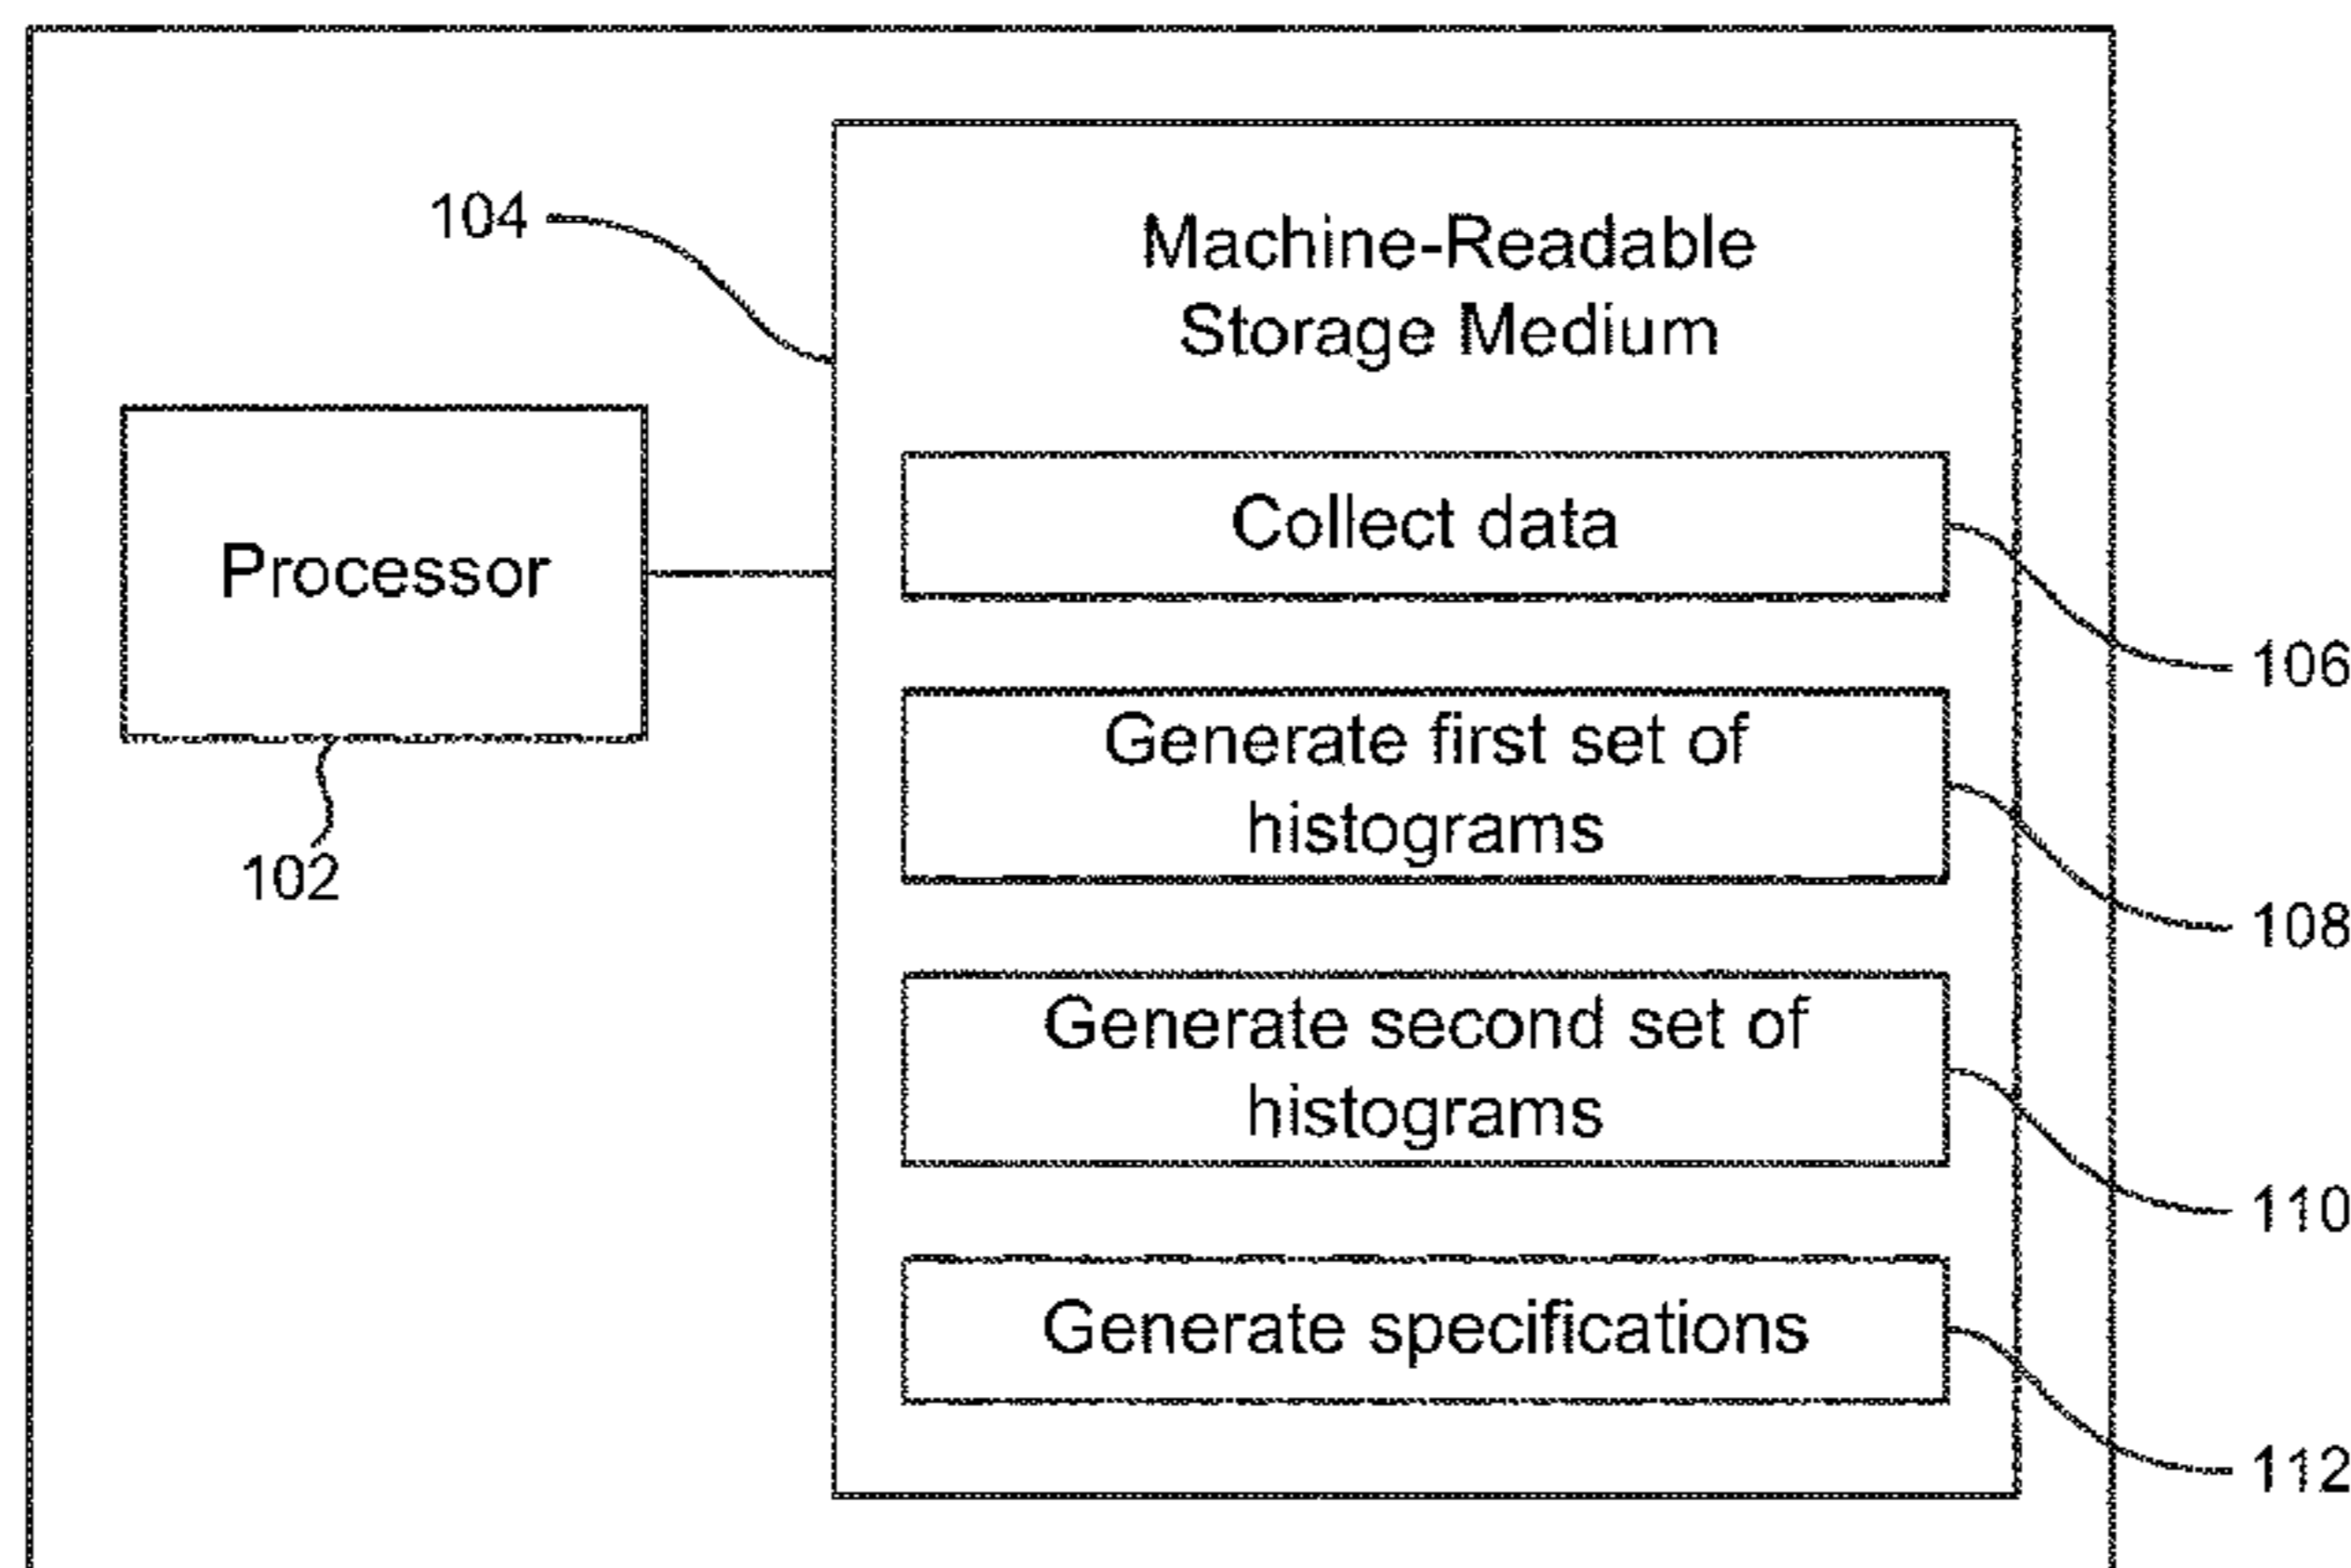 104
Machine-Readable
Storage Medium
Processor
102
Collect data
106
Generate first set of
histograms
108
Generate second set of
histograms
110
Generate specifications
112